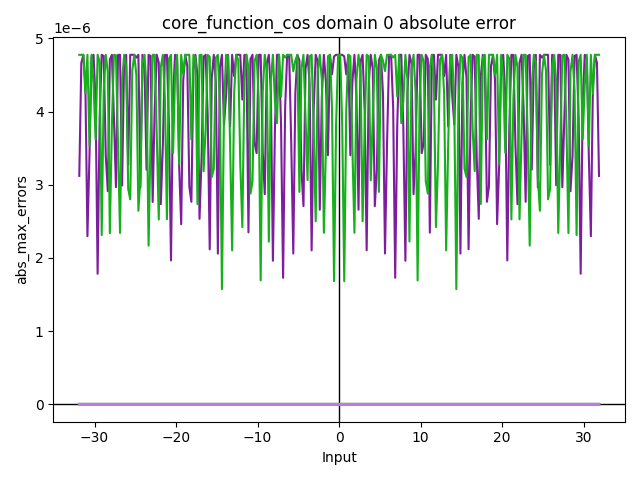 core_function_cos domain 0 absolute error
1e−6
5
4
3
2
1
0
abs_max_errors
−30 −20 −10 0 10 20 30
Input